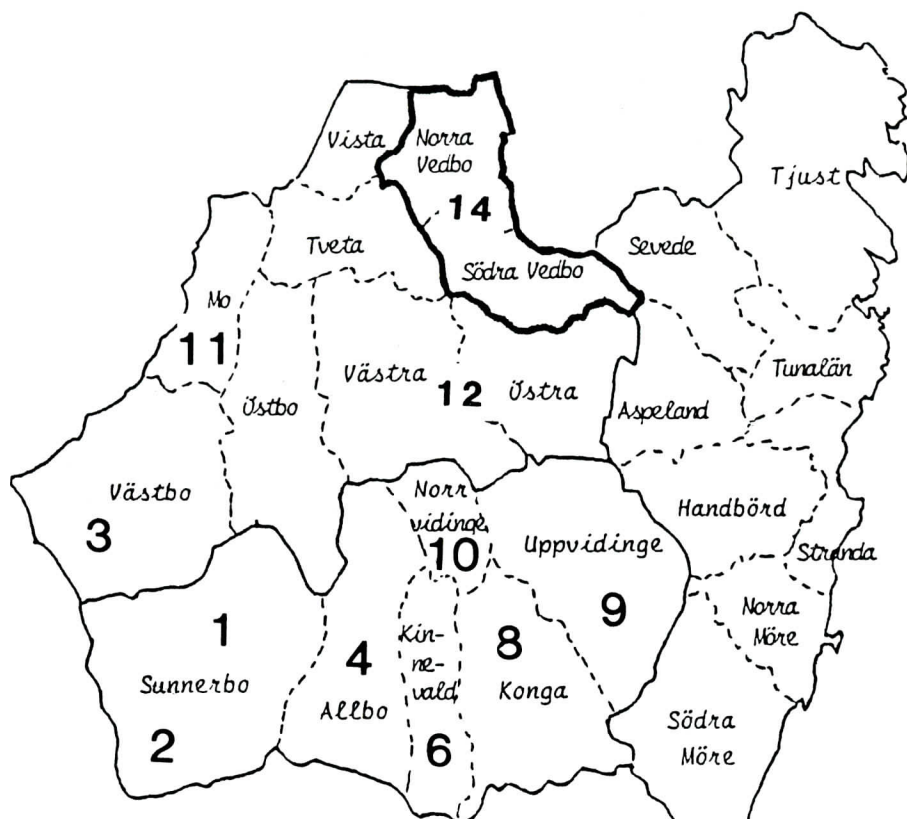 Vista
Norra
Vedbo
Tjust
14
Tveta
Sevede
Södra Vedbo
Mo
11
Västra
12
Östra
Tunalän
Östbo
Aspeland
Västbo
3
Norr
vidinge
10
Uppvidinge
Handbörd
Stranda
9
Norra
Möre
1
Sunnerbo
2
4
Allbo
Kin-
ne-
vald
6
8
Konga
Södra
Möre